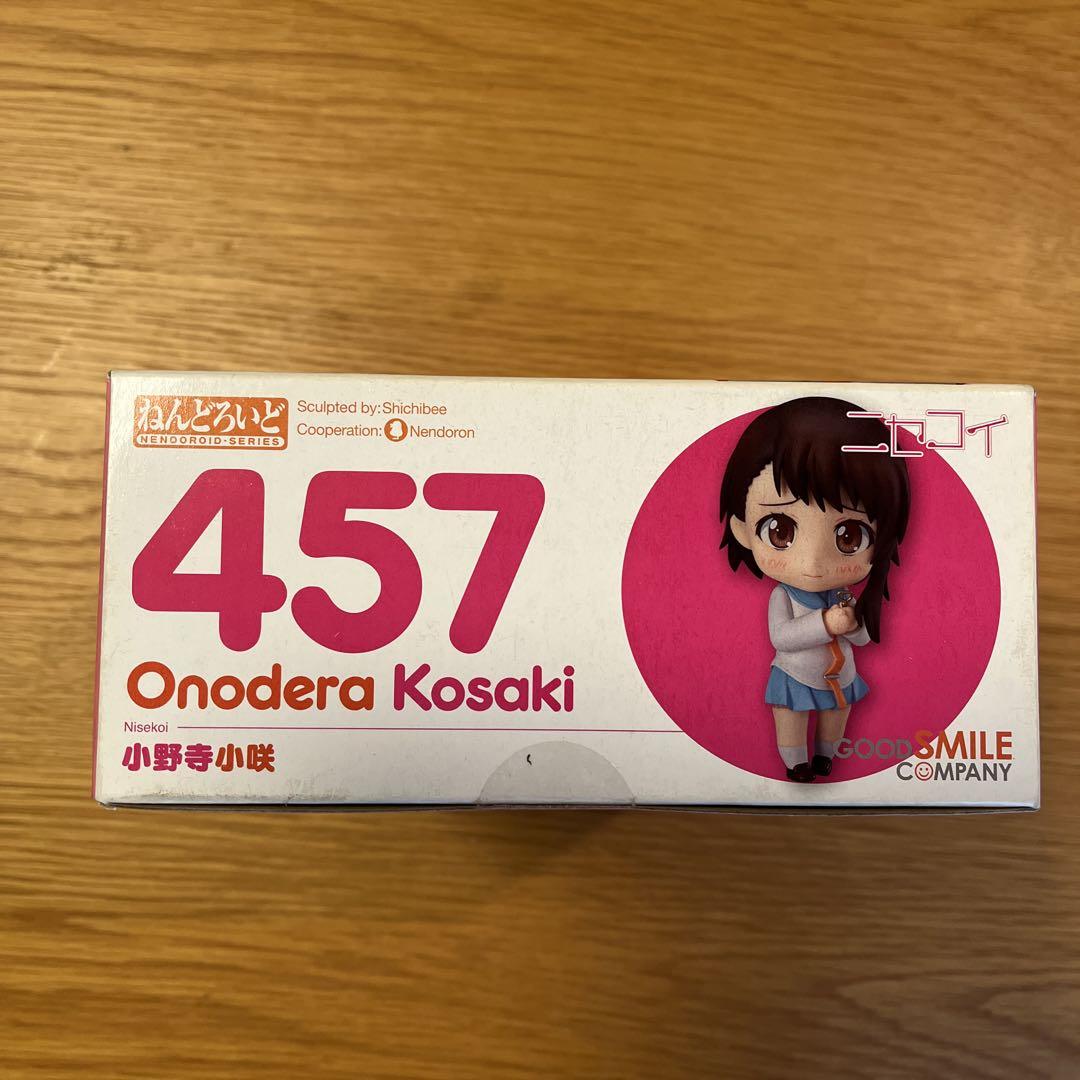 ねんどろいど
NENDOROID·SERIES
Sculpted by: Shichibee
Cooperation: Nendoron
ニセコイ
457
Onodera Kosaki
Nisekoi
小野寺小咲
GOOD SMILE
COMPANY